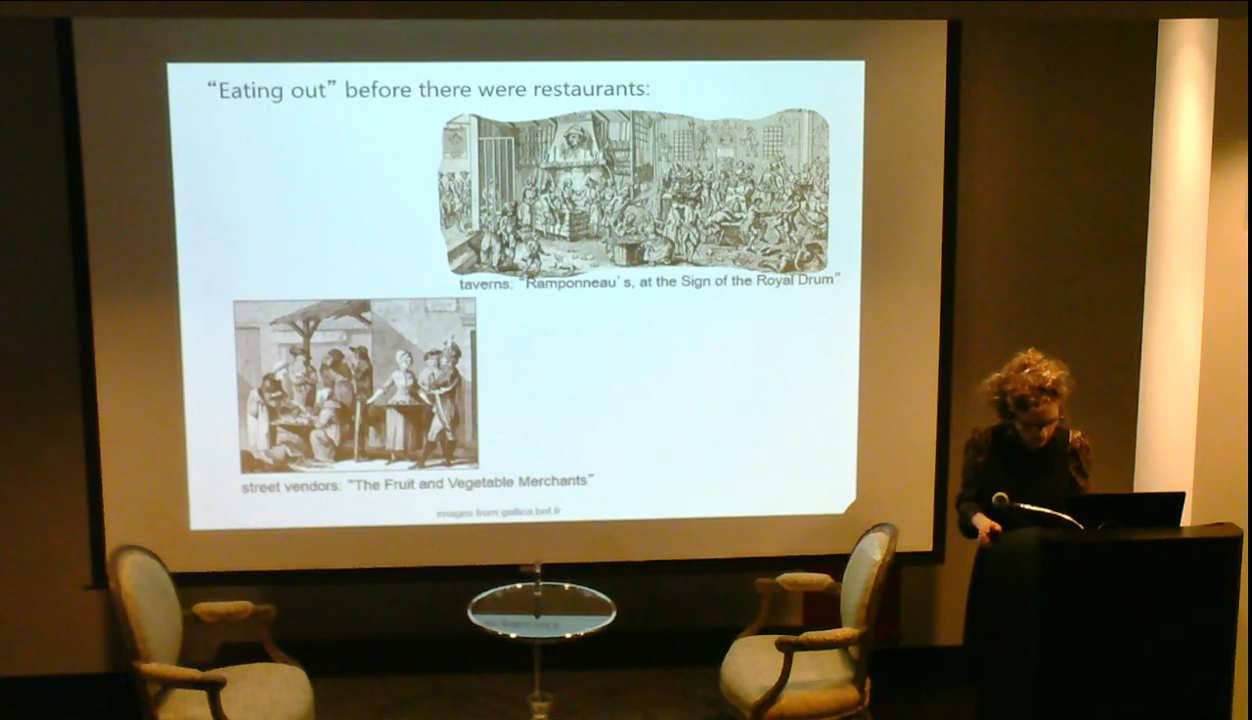 “Eating out” before there were restaurants:
taverns: “Ramponneau’s, at the Sign of the Royal Drum”
street vendors: “The Fruit and Vegetable Merchants”
images from gallica.bnf.fr